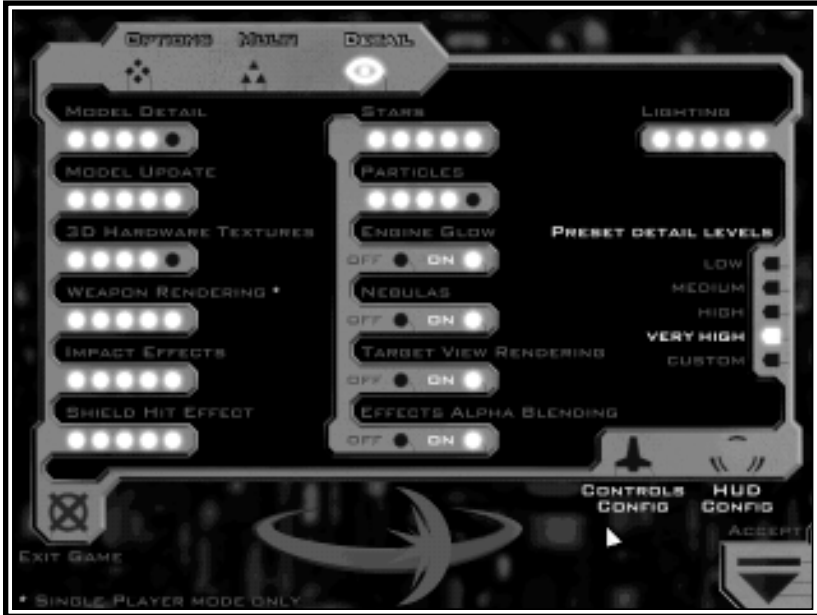 OPTIONS MULTI DETAIL
MODEL DETAIL
MODEL UPDATE
3D HARDWARE TEXTURES
WEAPON RENDERING *
IMPACT EFFECTS
SHIELD HIT EFFECT
STARS
PARTICLES
ENGINE GLOW
OFF ON
NEBULAS
OFF ON
TARGET VIEW RENDERING
OFF ON
EFFECTS ALPHA BLENDING
OFF ON
LIGHTING
PRESET DETAIL LEVELS
LOW
MEDIUM
HIGH
VERY HIGH
CUSTOM
CONTROLS
CONFIG
HUD
CONFIG
ACCEPT
EXIT GAME
* SINGLE PLAYER MODE ONLY